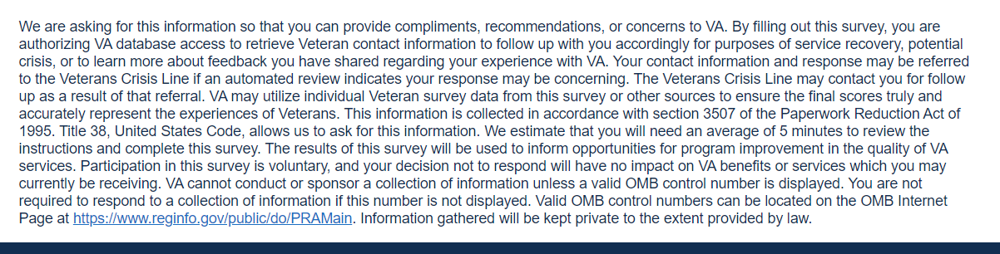 We are asking for this information so that you can provide compliments, recommendations, or concerns to VA. By filling out this survey, you are
authorizing VA database access to retrieve Veteran contact information to follow up with you accordingly for purposes of service recovery, potential
crisis, or to learn more about feedback you have shared regarding your experience with VA. Your contact information and response may be referred
to the Veterans Crisis Line if an automated review indicates your response may be concerning. The Veterans Crisis Line may contact you for follow
up as a result of that referral. VA may utilize individual Veteran survey data from this survey or other sources to ensure the final scores truly and
accurately represent the experiences of Veterans. This information is collected in accordance with section 3507 of the Paperwork Reduction Act of
1995. Title 38, United States Code, allows us to ask for this information. We estimate that you will need an average of 5 minutes to review the
instructions and complete this survey. The results of this survey will be used to inform opportunities for program improvement in the quality of VA
services. Participation in this survey is voluntary, and your decision not to respond will have no impact on VA benefits or services which you may
currently be receiving. VA cannot conduct or sponsor a collection of information unless a valid OMB control number is displayed. You are not
required to respond to a collection of information if this number is not displayed. Valid OMB control numbers can be located on the OMB Internet
Page at https://www.reginfo.gov/public/do/PRAMain. Information gathered will be kept private to the extent provided by law.